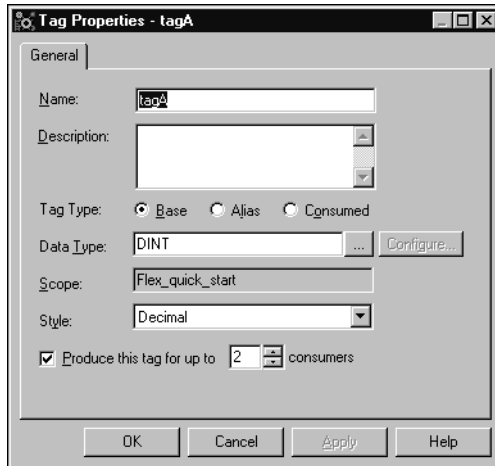 Tag Properties - tagA
General
Name: tagA
Description:
Tag Type: Base Alias Consumed
Data Type: DINT ... Configure...
Scope: Flex_quick_start
Style: Decimal
Produce this tag for up to 2 consumers
OK Cancel Apply Help